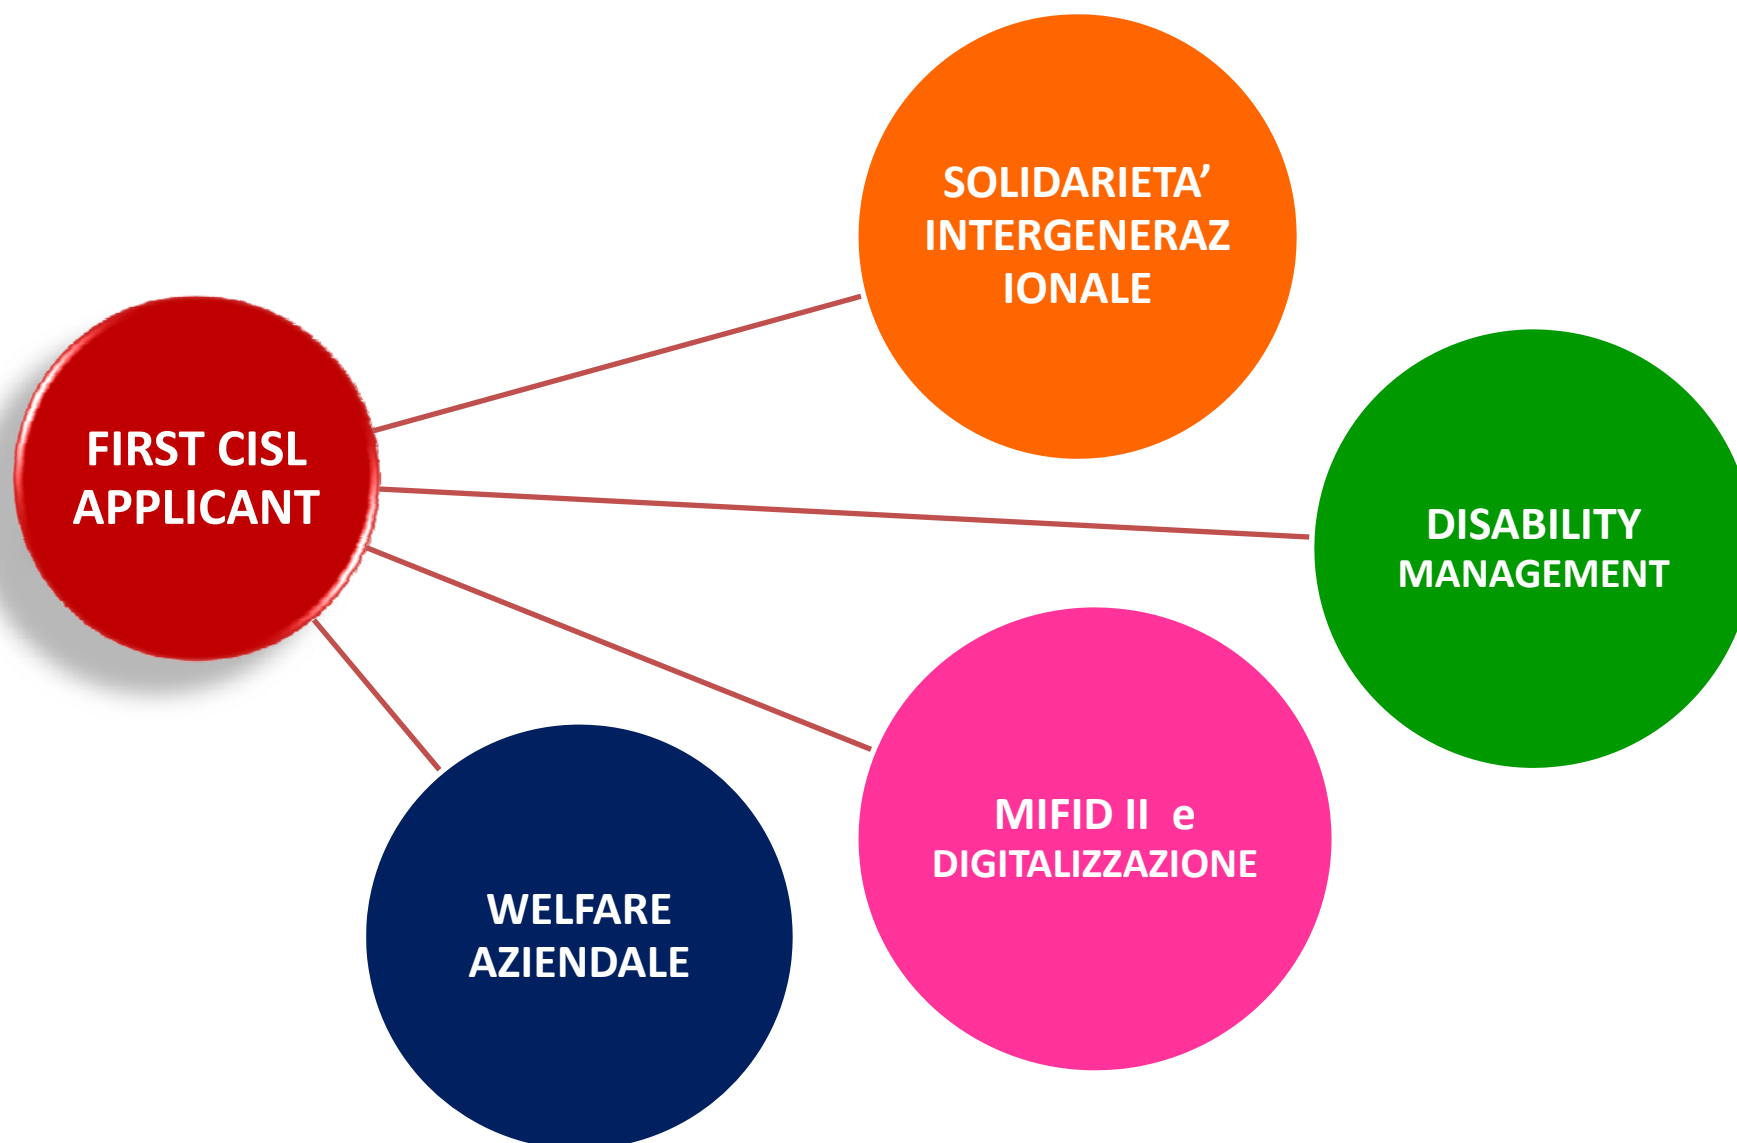 SOLIDARIETA’
INTERGENERAZ
IONALE
FIRST CISL
APPLICANT
DISABILITY
MANAGEMENT
MIFID II  e
DIGITALIZZAZIONE
WELFARE
AZIENDALE